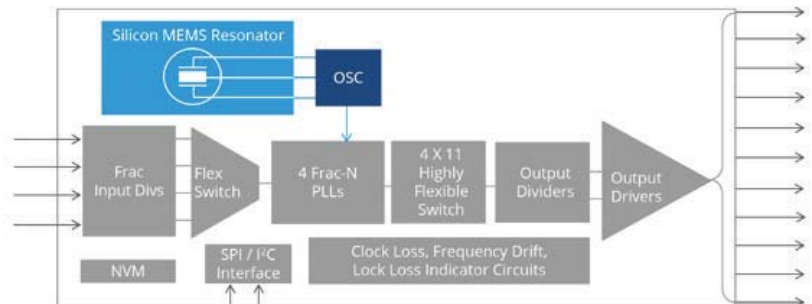 Silicon MEMS Resonator
OSC
Frac
Input Divs
Flex
Switch
4 Frac-N
PLLs
4 X 11
Highly
Flexible
Switch
Output
Dividers
Output
Drivers
NVM
SPI / I²C
Interface
Clock Loss, Frequency Drift,
Lock Loss Indicator Circuits